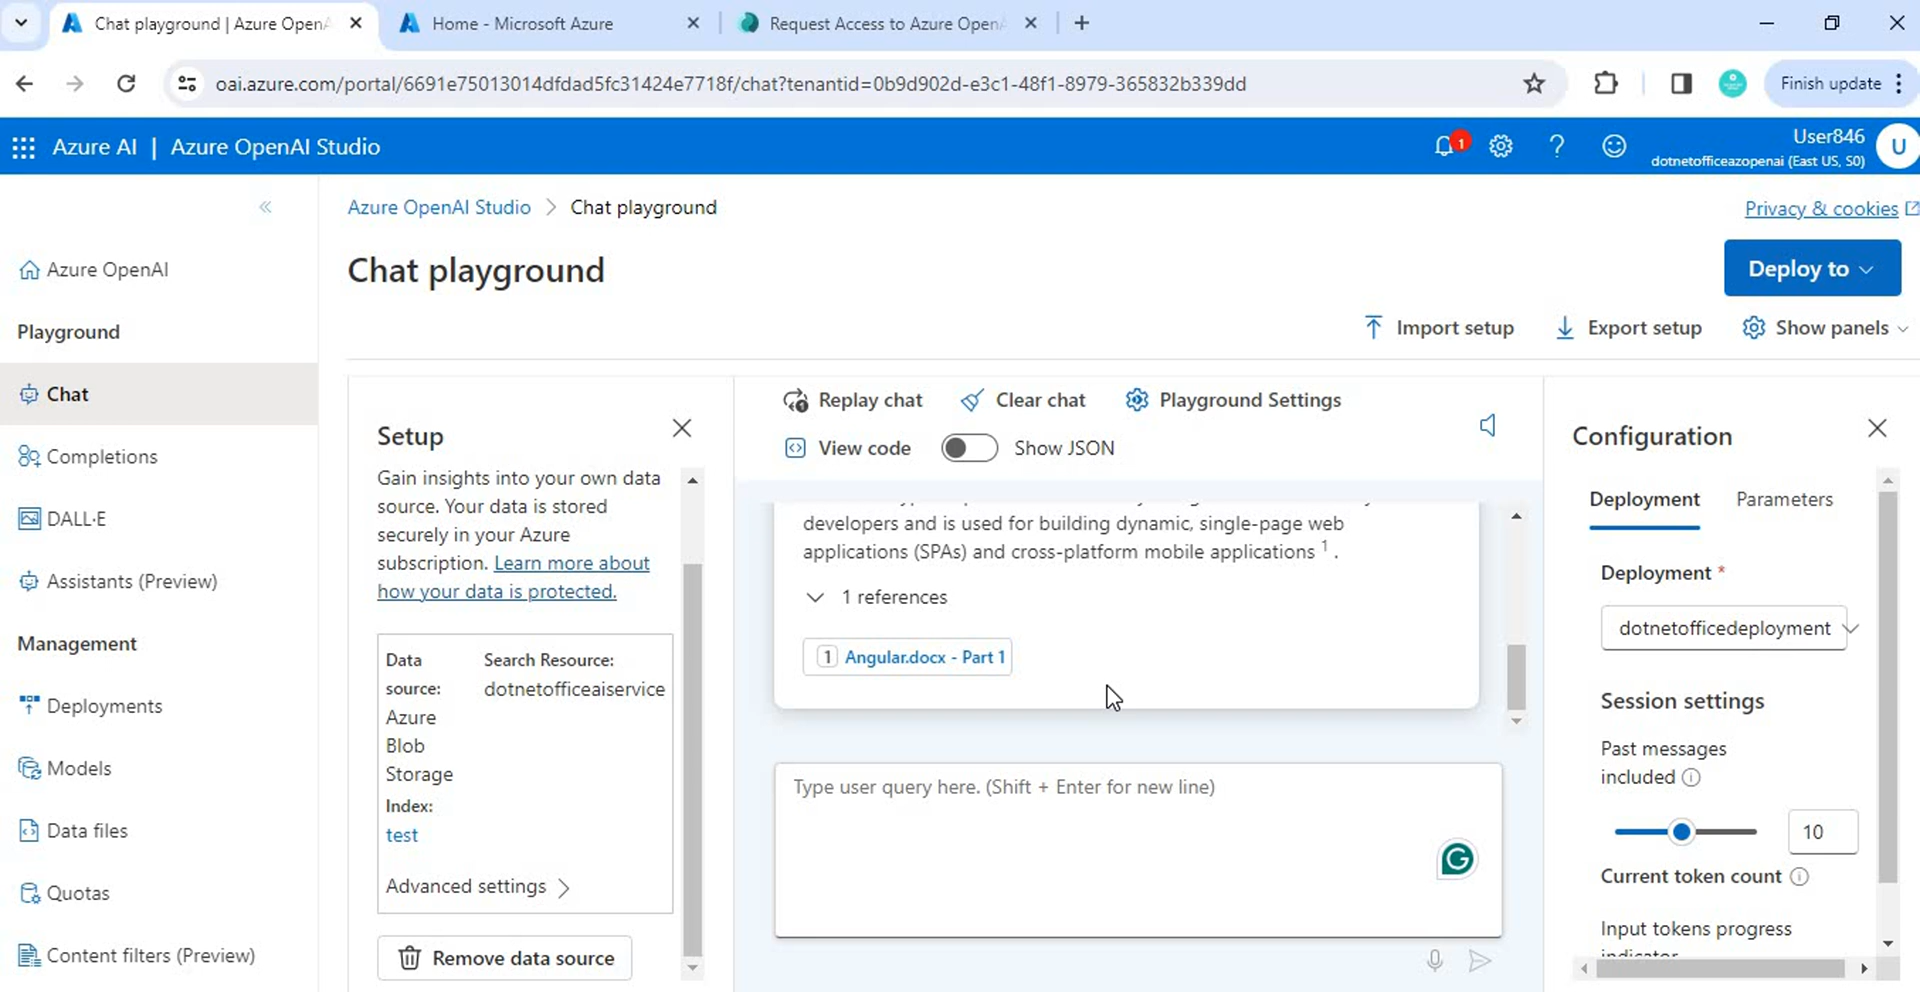 Chat playground | Azure Open
Home - Microsoft Azure
Request Access to Azure Open
oai.azure.com/portal/6691e75013014dfdad5fc31424e7718f/chat?tenantid=0b9d902d-e3c1-48f1-8979-365832b339dd
Finish update
Azure AI | Azure OpenAI Studio
1
User846
dotnetofficeazopenai (East US, S0)
U
Azure OpenAI Studio > Chat playground
Privacy & cookies
Azure OpenAI
Chat playground
Deploy to
Playground
Import setup
Export setup
Show panels
Chat
Completions
DALL·E
Assistants (Preview)
Management
Deployments
Models
Data files
Quotas
Content filters (Preview)
Setup
Gain insights into your own data
source. Your data is stored
securely in your Azure
subscription. Learn more about
how your data is protected.
Data
source:
Azure
Blob
Storage
Search Resource:
dotnetofficeaiservice
Index:
test
Advanced settings
Remove data source
Replay chat
Clear chat
Playground Settings
View code
Show JSON
developers and is used for building dynamic, single-page web
applications (SPAs) and cross-platform mobile applications 1 .
1 references
1 Angular.docx - Part 1
Type user query here. (Shift + Enter for new line)
G
Configuration
Deployment
Parameters
Deployment *
dotnetofficedeployment
Session settings
Past messages
included
10
Current token count
Input tokens progress